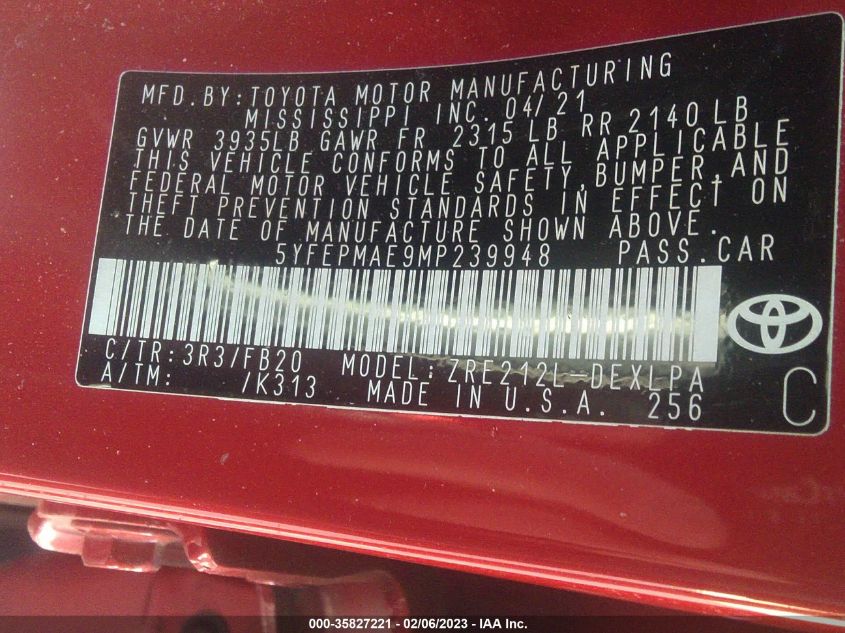 MFD.BY:TOYOTA MOTOR MANUFACTURING
MISSISSIPPI INC. 04/21
GVWR 3935LB GAWR FR 2315 LB RR 2140 LB
THIS VEHICLE CONFORMS TO ALL APPLICABLE
FEDERAL MOTOR VEHICLE SAFETY,BUMPER,AND
THEFT PREVENTION STANDARDS IN EFFECT ON
THE DATE OF MANUFACTURE SHOWN ABOVE.
5YFEPMAE9MP239948 PASS.CAR
C/TR:3R3/FB20 MODEL:ZRE212L-DEXLPA
A/TM: /K313 MADE IN U.S.A. 256
C
000-35827221 - 02/06/2023 - IAA Inc.